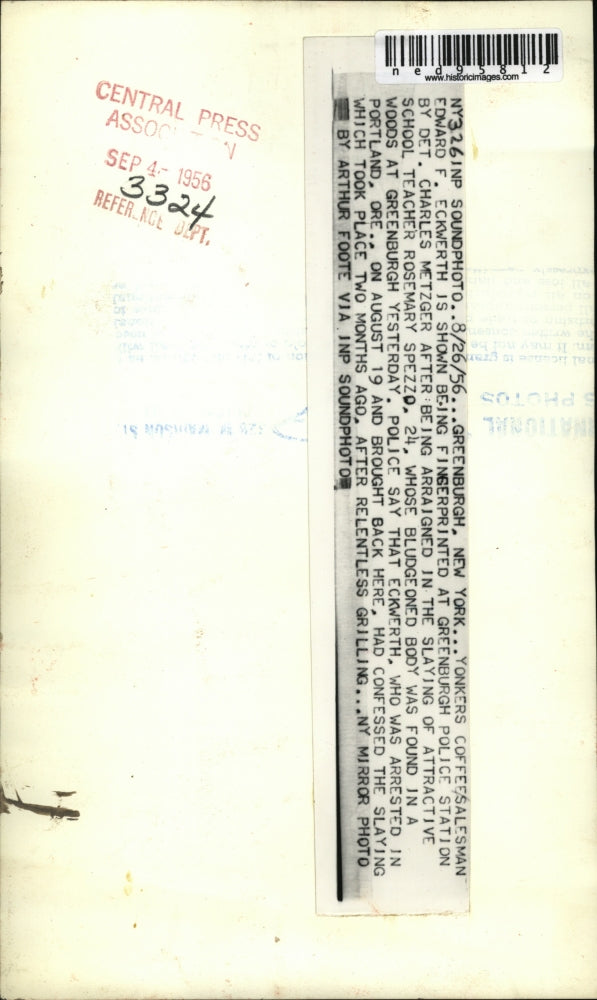 ned95812
www.historicimages.com
CENTRAL PRESS
SEP 4- 1956
3324
DEPT.
NY326INP SOUNDPHOTO..8/26/56...GREENBURGH, NEW YORK...YONKERS COFFEE SALESMAN
EDWARD F. ECKWERTH IS SHOWN BEING FINGERPRINTED AT GREENBURGH POLICE STATION
BY DET. CHARLES METZGER AFTER BEING ARRAIGNED IN THE SLAYING OF ATTRACTIVE
SCHOOL TEACHER ROSEMARY SPEZZO, 24, WHOSE BLUDGEONED BODY WAS FOUND IN A
WOODS AT GREENBURGH YESTERDAY. POLICE SAY THAT ECKWERTH, WHO WAS ARRESTED IN
PORTLAND, ORE., ON AUGUST 19 AND BROUGHT BACK HERE, HAD CONFESSED THE SLAYING
WHICH TOOK PLACE TWO MONTHS AGO, AFTER RELENTLESS GRILLING...NY MIRROR PHOTO
BY ARTHUR FOOTE VIA INP SOUNDPHOTO